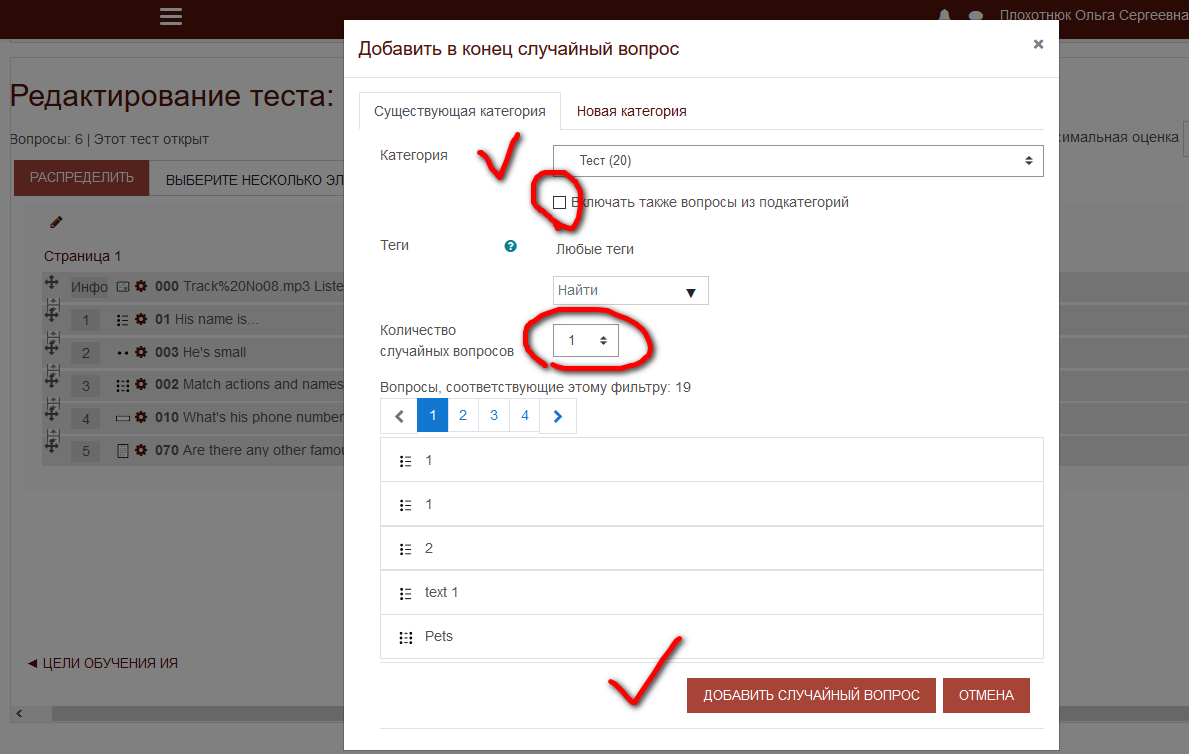 Плохотнюк Ольга Сергеевна
Добавить в конец случайный вопрос
×
Редактирование теста:
Вопросы: 6 | Этот тест открыт
РАСПРЕДЕЛИТЬ
ВЫБЕРИТЕ НЕСКОЛЬКО ЭЛ
Страница 1
Инфо 000 Track%20No08.mp3 Liste
1 01 His name is...
2 003 He's small
3 002 Match actions and names
4 010 What's his phone number
5 070 Are there any other famou
◄ ЦЕЛИ ОБУЧЕНИЯ ИЯ
симальная оценка
Существующая категория
Новая категория
Категория
Тест (20)
Включать также вопросы из подкатегорий
Теги
Любые теги
Найти
▼
Количество
случайных вопросов
1
Вопросы, соответствующие этому фильтру: 19
1 2 3 4
1
1
2
text 1
Pets
ДОБАВИТЬ СЛУЧАЙНЫЙ ВОПРОС
ОТМЕНА